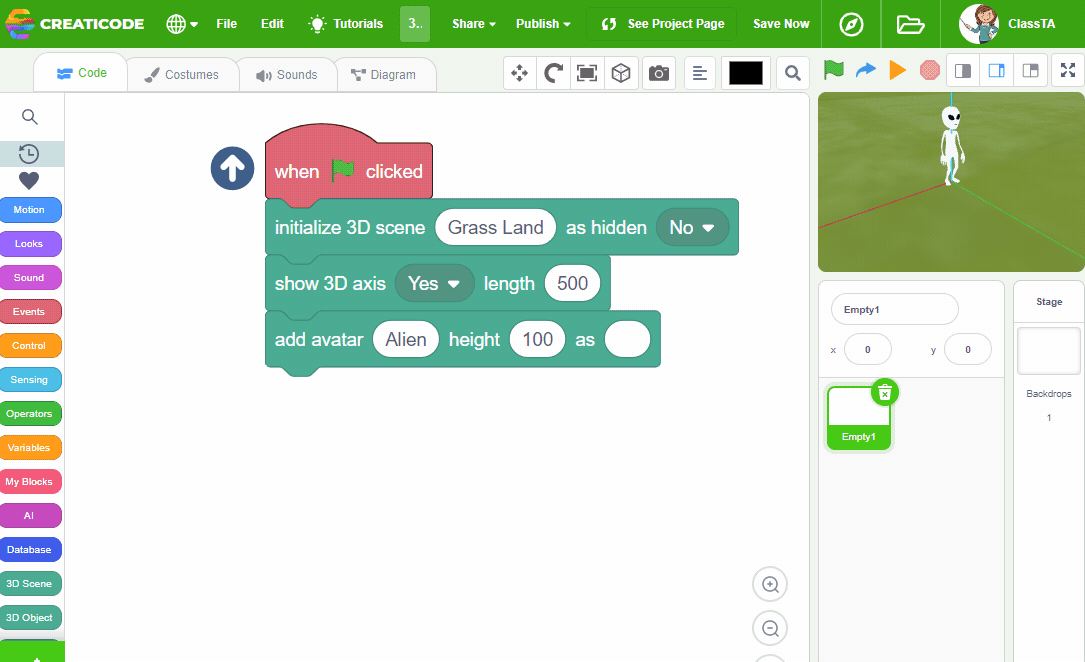 CREATICODE File Edit Tutorials 3.. Share Publish See Project Page Save Now ClassTA
Code Costumes Sounds Diagram
when clicked
initialize 3D scene Grass Land as hidden No
show 3D axis Yes length 500
add avatar Alien height 100 as
Motion
Looks
Sound
Events
Control
Sensing
Operators
Variables
My Blocks
AI
Database
3D Scene
3D Object
Empty1
x 0 y 0
Empty1
Stage
Backdrops
1